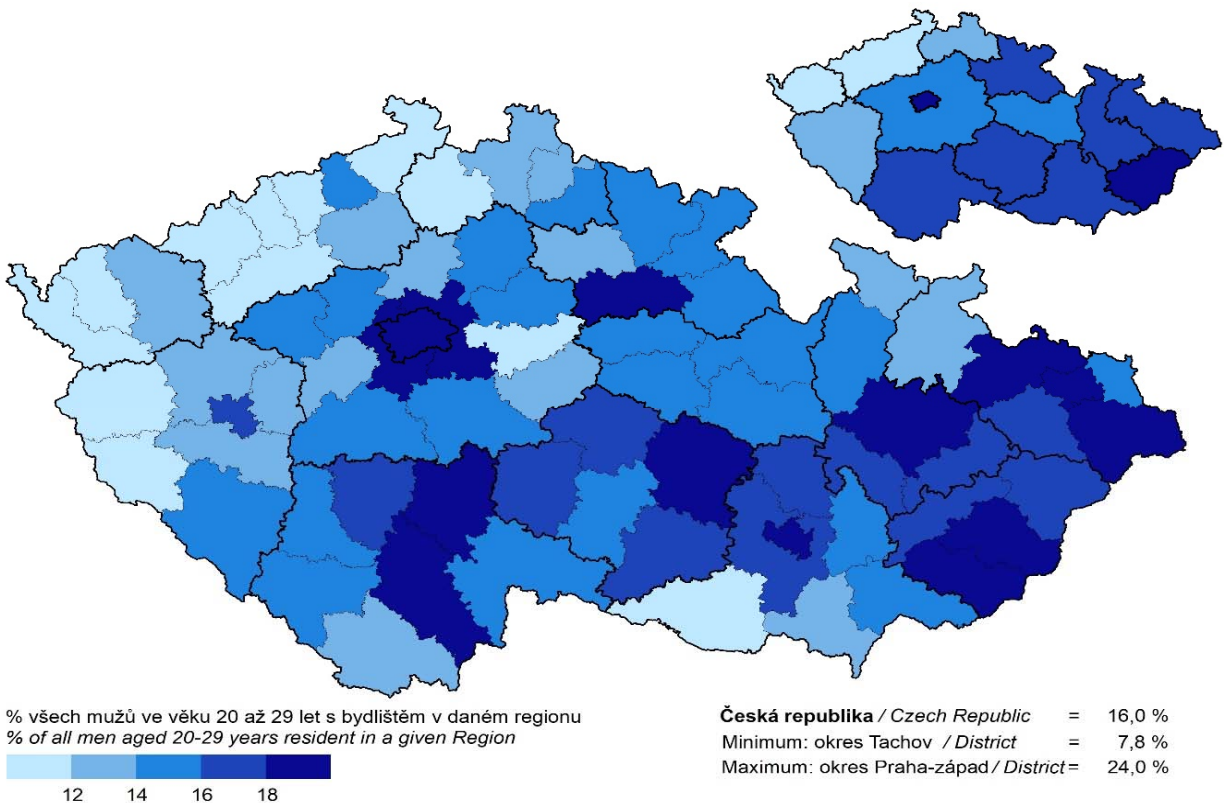 % všech mužů ve věku 20 až 29 let s bydlištěm v daném regionu
% of all men aged 20-29 years resident in a given Region
12 14 16 18
Česká republika / Czech Republic = 16,0 %
Minimum: okres Tachov / District = 7,8 %
Maximum: okres Praha-západ / District = 24,0 %